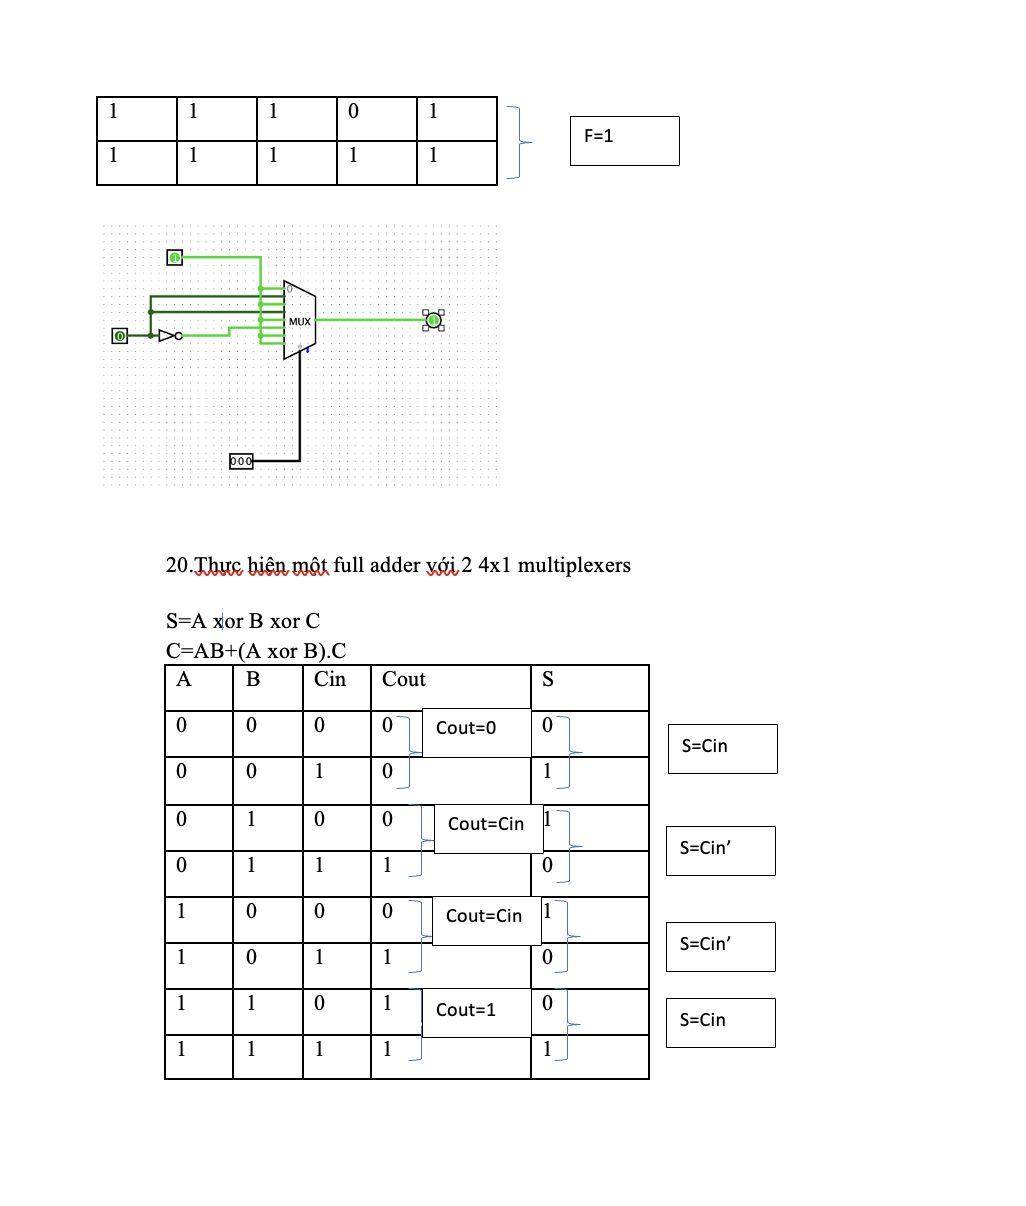 1 1 1 0 1
F=1
1 1 1 1 1
1
0
MUX
0
1
000
20.Thực hiện một full adder với 2 4x1 multiplexers
S=A xor B xor C
C=AB+(A xor B).C
A B Cin Cout S
0 0 0 0 Cout=0 0
S=Cin
0 0 1 0 1
0 1 0 0 Cout=Cin 1
S=Cin’
0 1 1 1 0
1 0 0 0 Cout=Cin 1
S=Cin’
1 0 1 1 0
1 1 0 1 Cout=1 0
S=Cin
1 1 1 1 1